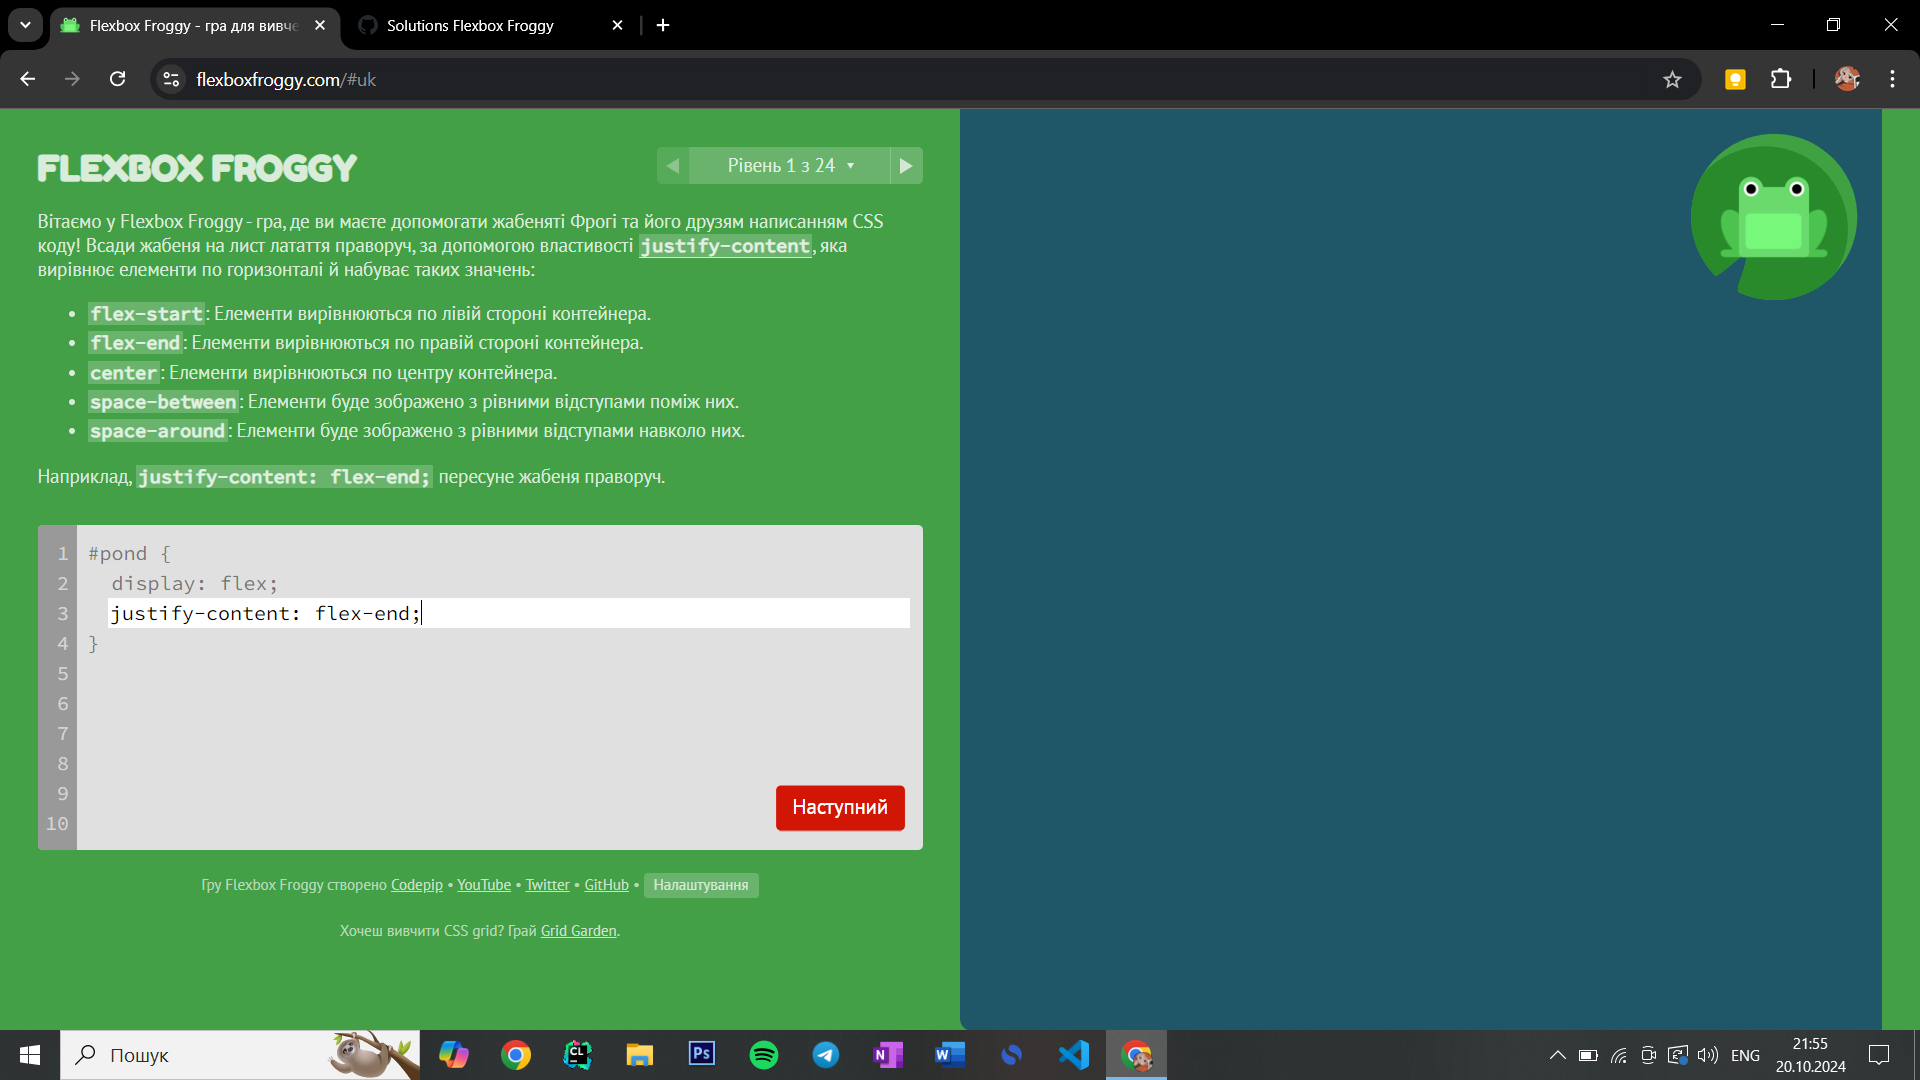 Flexbox Froggy - гра для вивче
Solutions Flexbox Froggy
flexboxfroggy.com/#uk
FLEXBOX FROGGY
Рівень 1 з 24
Вітаємо у Flexbox Froggy - гра, де ви маєте допомогати жабеняті Фрогі та його друзям написанням CSS
коду! Всади жабеня на лист латаття праворуч, за допомогою властивості justify-content, яка
вирівнює елементи по горизонталі й набуває таких значень:
• flex-start: Елементи вирівнюються по лівій стороні контейнера.
• flex-end: Елементи вирівнюються по правій стороні контейнера.
• center: Елементи вирівнюються по центру контейнера.
• space-between: Елементи буде зображено з рівними відступами поміж них.
• space-around: Елементи буде зображено з рівними відступами навколо них.
Наприклад, justify-content: flex-end; пересуне жабеня праворуч.
1 #pond {
2 display: flex;
3 justify-content: flex-end;
4 }
5
6
7
8
9
10
Наступний
Гру Flexbox Froggy створено Codepip • YouTube • Twitter • GitHub • Налаштування
Хочеш вивчити CSS grid? Грай Grid Garden.
Пошук
CL
Ps
N
W
ENG
21:55
20.10.2024